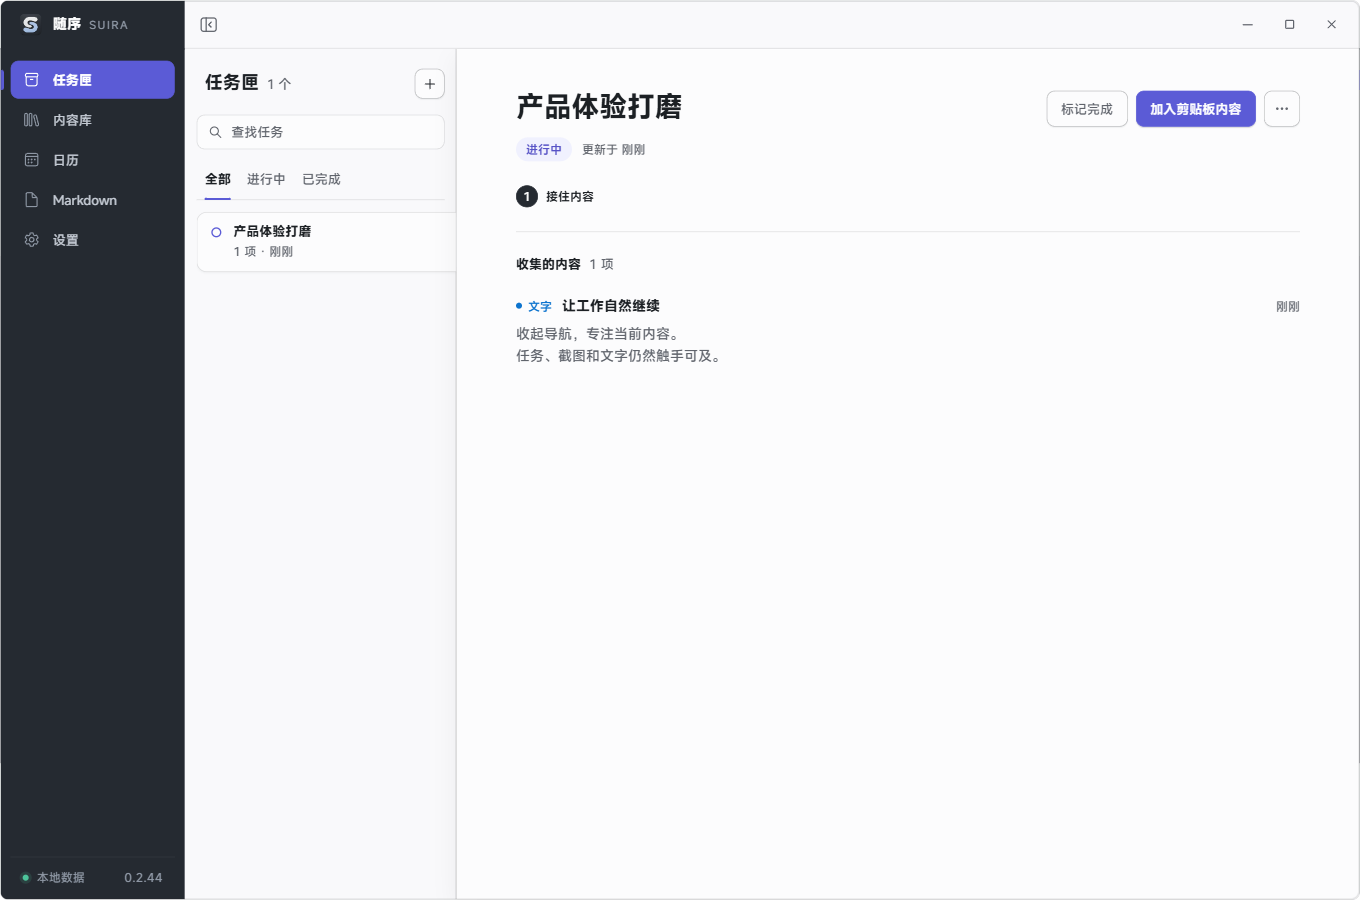 随序 SUIRA
任务匣
内容库
日历
Markdown
设置
本地数据 0.2.44
任务匣 1 个
查找任务
全部 进行中 已完成
产品体验打磨
1 项 · 刚刚
产品体验打磨
标记完成 加入剪贴板内容
进行中 更新于 刚刚
1 接住内容
收集的内容 1 项
文字 让工作自然继续 刚刚
收起导航，专注当前内容。
任务、截图和文字仍然触手可及。